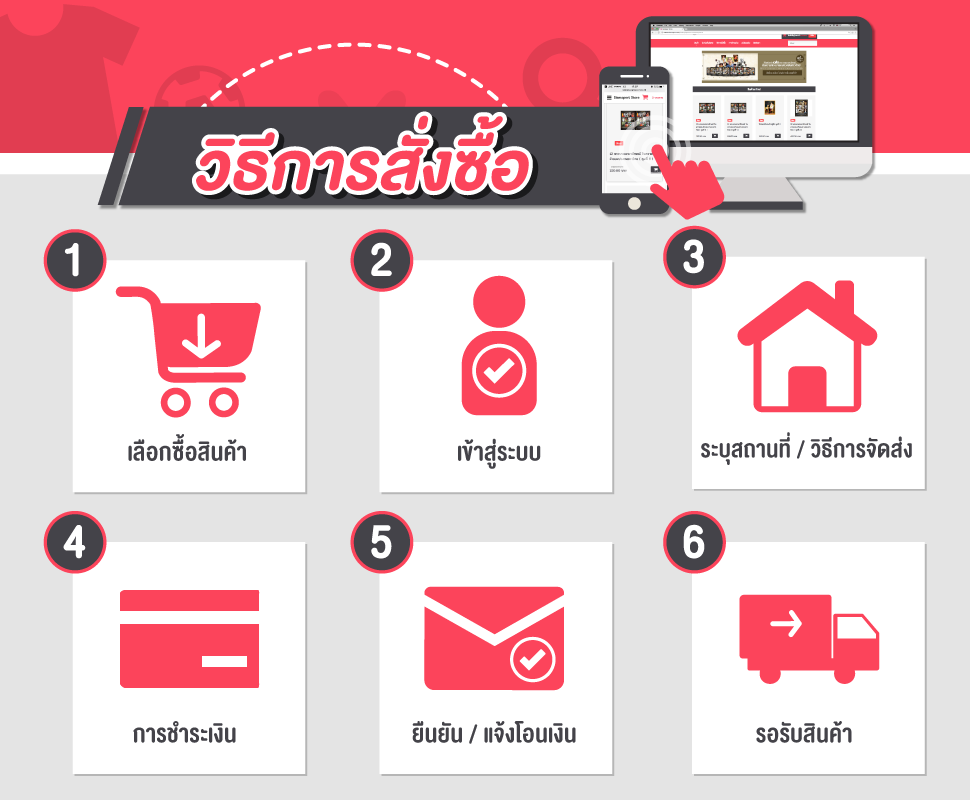 วิธีการสั่งซื้อ
1
2
3
เลือกซื้อสินค้า
เข้าสู่ระบบ
ระบุสถานที่ / วิธีการจัดส่ง
4
5
6
การชำระเงิน
ยืนยัน / แจ้งโอนเงิน
รอรับสินค้า